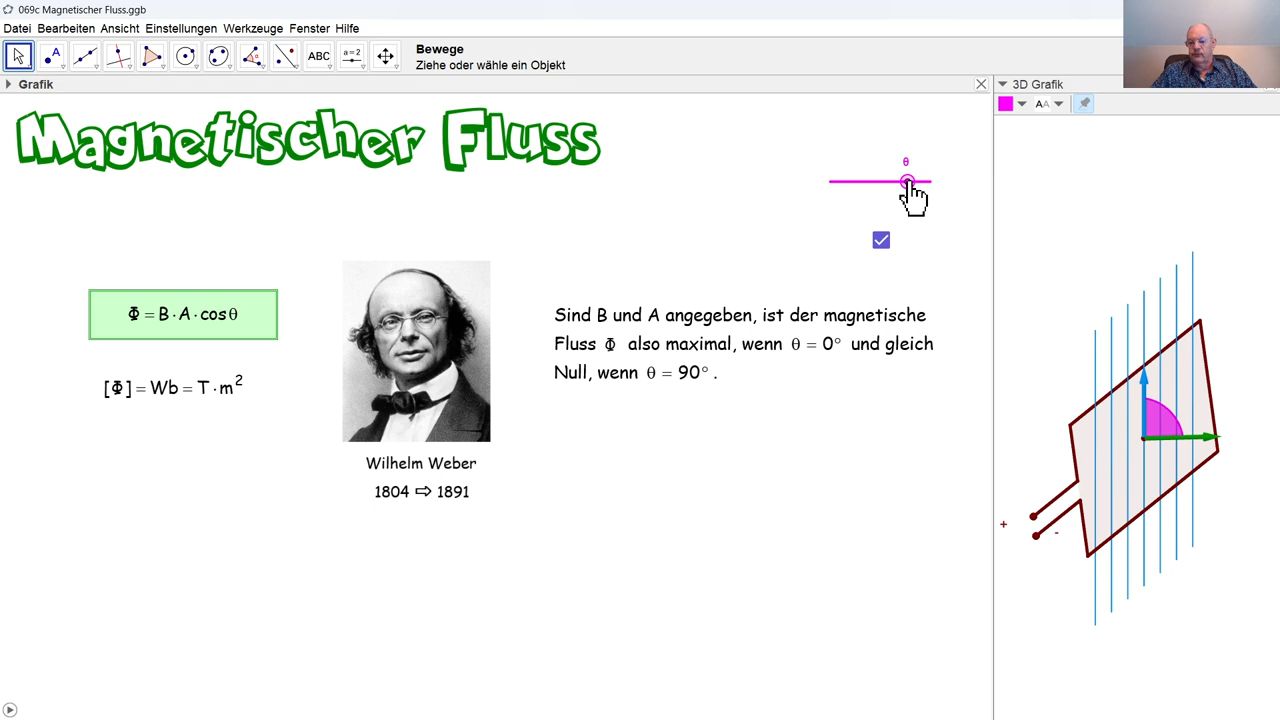 069c Magnetischer Fluss.ggb
Datei Bearbeiten Ansicht Einstellungen Werkzeuge Fenster Hilfe
A
ABC
a=2
Bewege
Ziehe oder wähle ein Objekt
Grafik
3D Grafik
AA
Magnetischer Fluss
θ
Φ = B · A · cos θ
[Φ] = Wb = T · m²
Wilhelm Weber
1804 ⇨ 1891
Sind B und A angegeben, ist der magnetische
Fluss Φ also maximal, wenn θ = 0° und gleich
Null, wenn θ = 90° .
+
-